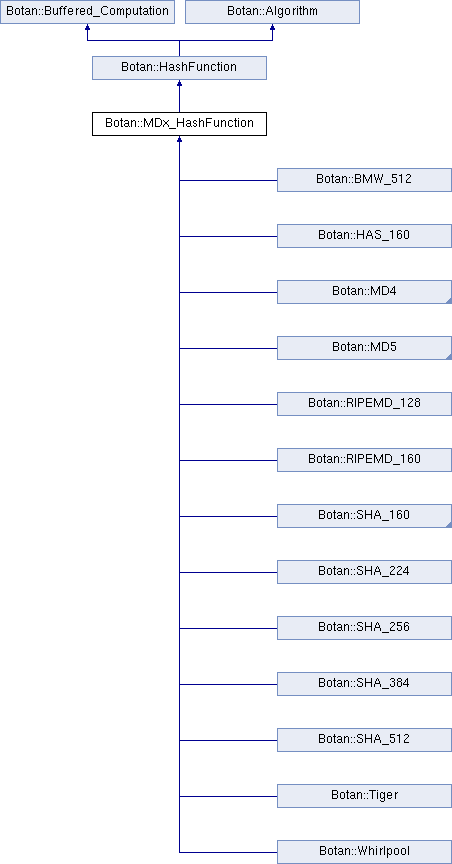 Botan::Buffered_Computation
Botan::Algorithm
Botan::HashFunction
Botan::MDx_HashFunction
Botan::BMW_512
Botan::HAS_160
Botan::MD4
Botan::MD5
Botan::RIPEMD_128
Botan::RIPEMD_160
Botan::SHA_160
Botan::SHA_224
Botan::SHA_256
Botan::SHA_384
Botan::SHA_512
Botan::Tiger
Botan::Whirlpool